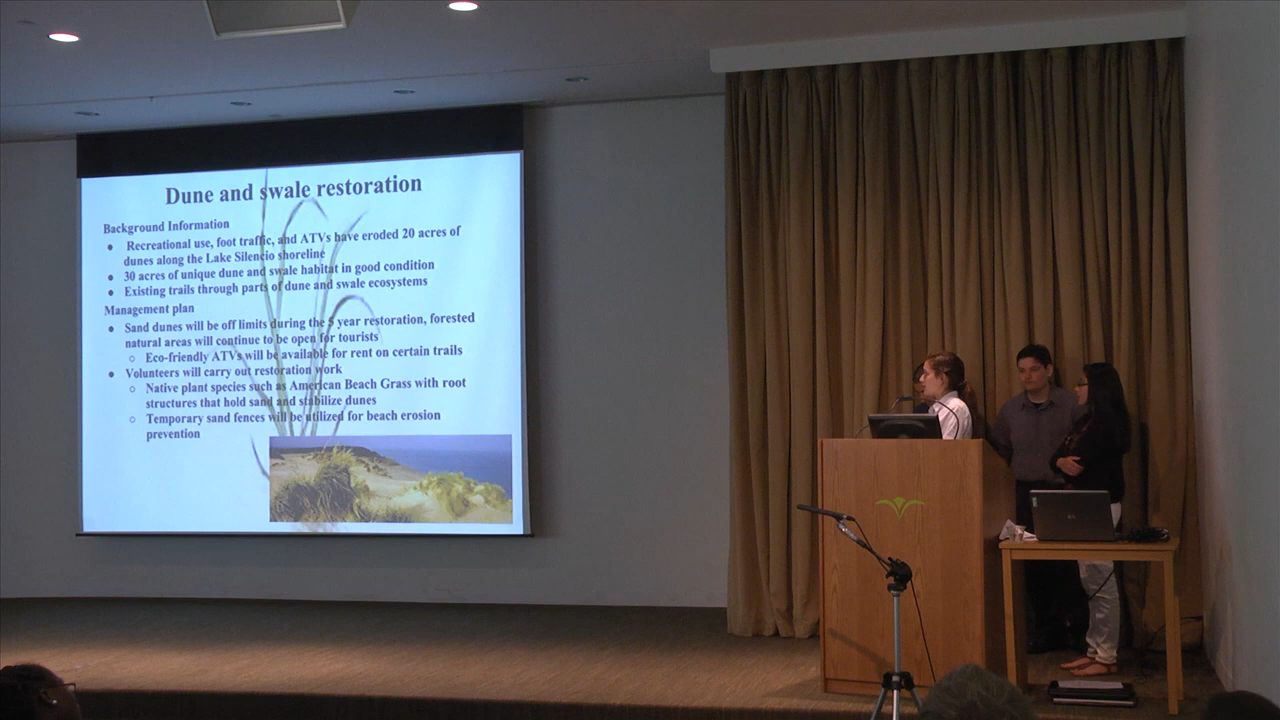 Dune and swale restoration
Background Information
● Recreational use, foot traffic, and ATVs have eroded 20 acres of
dunes along the Lake Silencio shoreline
● 30 acres of unique dune and swale habitat in good condition
● Existing trails through parts of dune and swale ecosystems
Management plan
● Sand dunes will be off limits during the 5 year restoration, forested
natural areas will continue to be open for tourists
○ Eco-friendly ATVs will be available for rent on certain trails
● Volunteers will carry out restoration work
○ Native plant species such as American Beach Grass with root
structures that hold sand and stabilize dunes
○ Temporary sand fences will be utilized for beach erosion
prevention